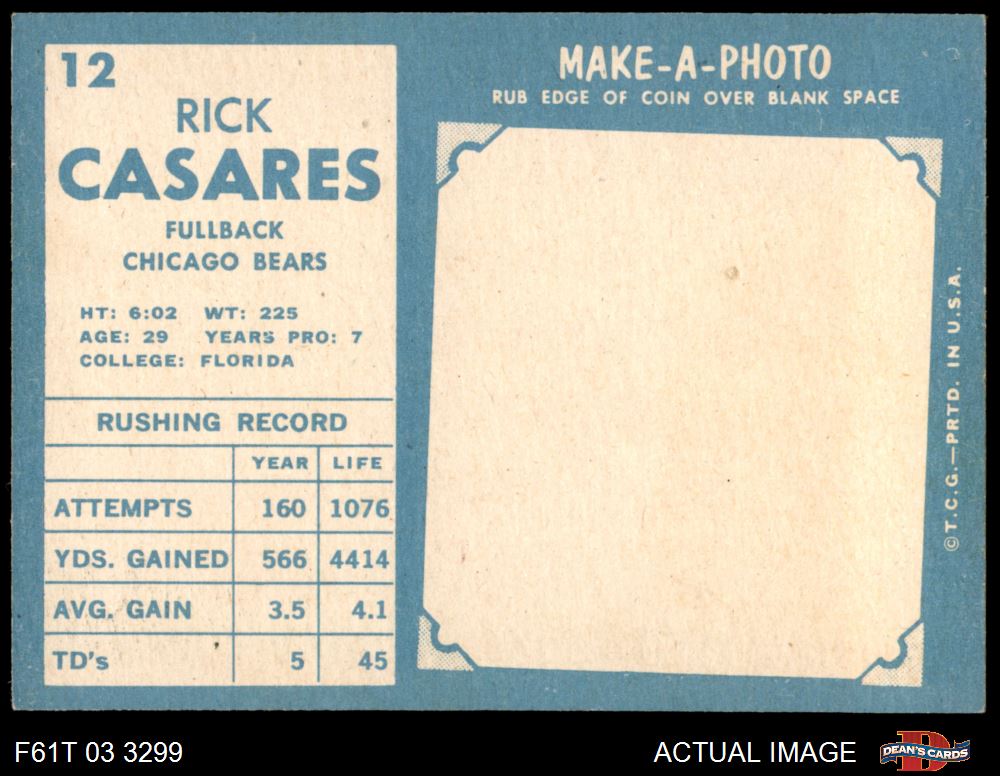 12
RICK
CASARES
FULLBACK
CHICAGO BEARS
HT: 6:02 WT: 225
AGE: 29 YEARS PRO: 7
COLLEGE: FLORIDA
RUSHING RECORD
YEAR LIFE
ATTEMPTS 160 1076
YDS. GAINED 566 4414
AVG. GAIN 3.5 4.1
TD's 5 45
MAKE-A-PHOTO
RUB EDGE OF COIN OVER BLANK SPACE
©T.C.G.—PRTD. IN U.S.A.
F61T 03 3299
ACTUAL IMAGE
D
DEAN'S CARDS